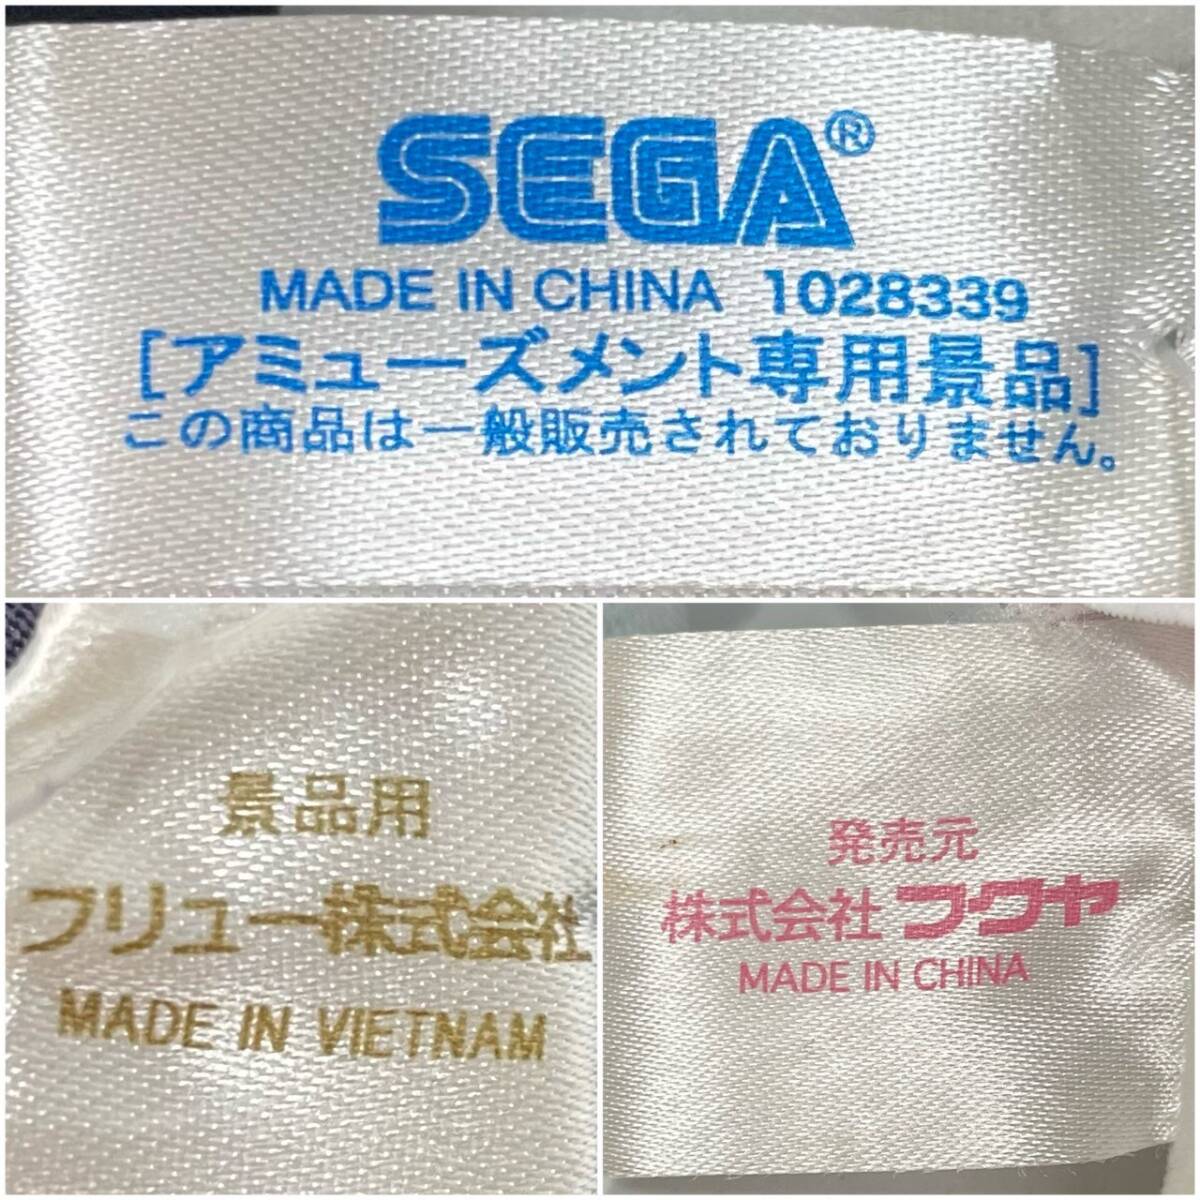 SEGA®
MADE IN CHINA 1028339
[アミューズメント専用景品]
この商品は一般販売されておりません。
景品用
フリュー株式会社
MADE IN VIETNAM
発売元
株式会社フクヤ
MADE IN CHINA